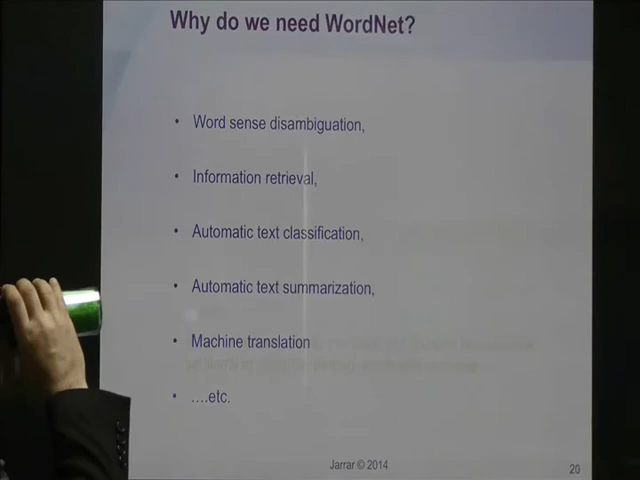 Why do we need WordNet?
• Word sense disambiguation,
• Information retrieval,
• Automatic text classification,
• Automatic text summarization,
• Machine translation
• ....etc.
Jarrar © 2014
20